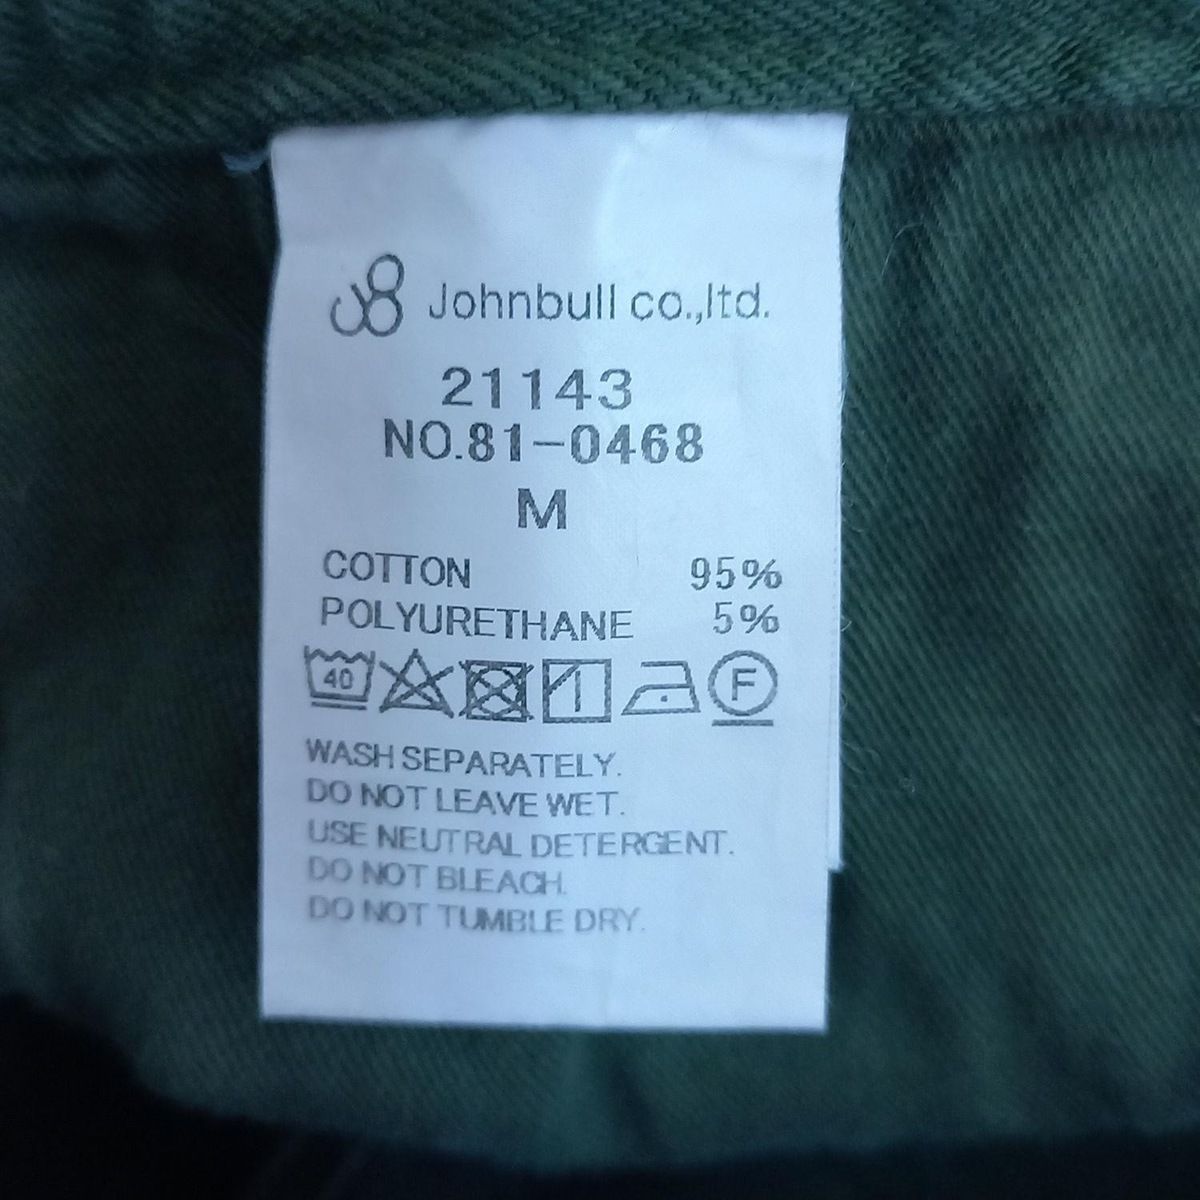 Johnbull co.,ltd.
21143
NO.81-0468
M
COTTON 95%
POLYURETHANE 5%
40 F
WASH SEPARATELY.
DO NOT LEAVE WET.
USE NEUTRAL DETERGENT.
DO NOT BLEACH.
DO NOT TUMBLE DRY.